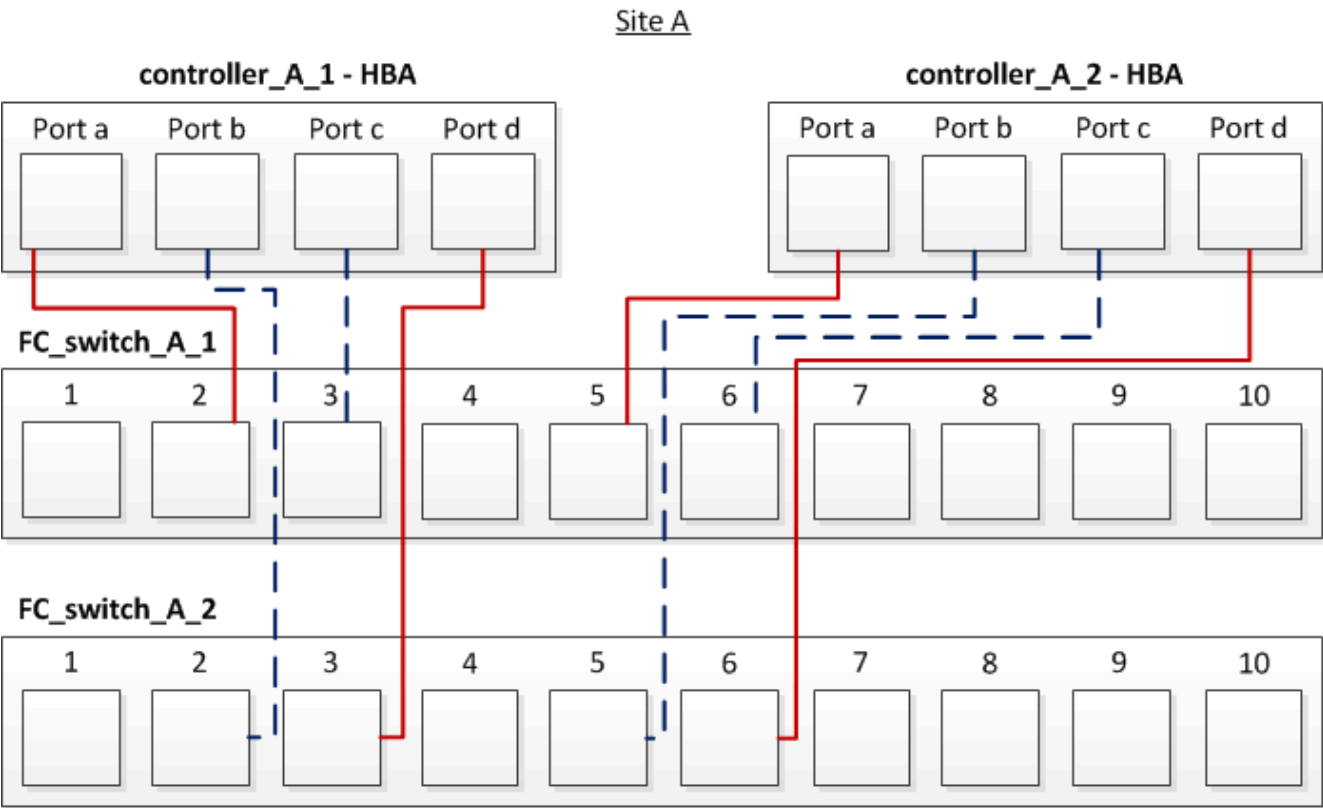 Site A
controller_A_1 - HBA
controller_A_2 - HBA
Port a Port b Port c Port d
Port a Port b Port c Port d
FC_switch_A_1
1 2 3 4 5 6 7 8 9 10
FC_switch_A_2
1 2 3 4 5 6 7 8 9 10